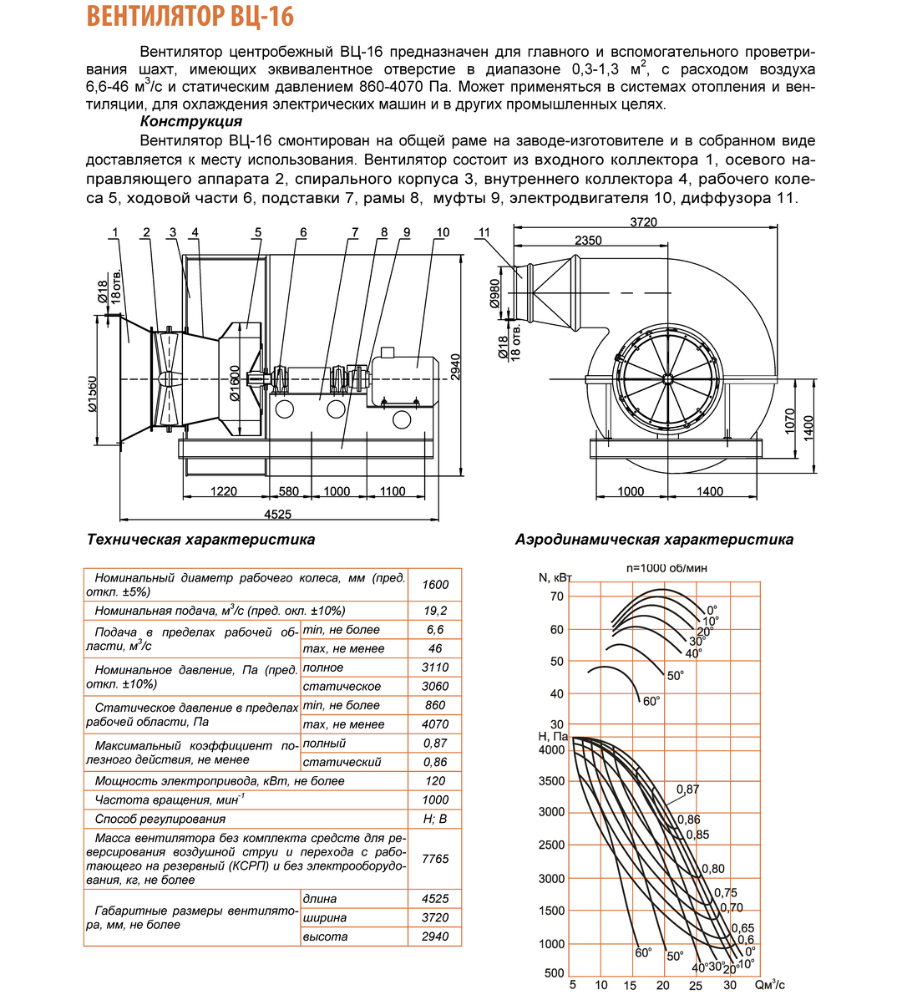 ВЕНТИЛЯТОР ВЦ-16
Вентилятор центробежный ВЦ-16 предназначен для главного и вспомогательного проветри-
вания шахт, имеющих эквивалентное отверстие в диапазоне 0,3-1,3 м², с расходом воздуха
6,6-46 м³/с и статическим давлением 860-4070 Па. Может применяться в системах отопления и вен-
тиляции, для охлаждения электрических машин и в других промышленных целях.
Конструкция
Вентилятор ВЦ-16 смонтирован на общей раме на заводе-изготовителе и в собранном виде
доставляется к месту использования. Вентилятор состоит из входного коллектора 1, осевого на-
правляющего аппарата 2, спирального корпуса 3, внутреннего коллектора 4, рабочего коле-
са 5, ходовой части 6, подставки 7, рамы 8, муфты 9, электродвигателя 10, диффузора 11.
1 2 3 4 5 6 7 8 9 10 11
3720
2350
Ø18
18 отв.
Ø1560
Ø1600
2940
Ø980
Ø18
18 отв.
1070
1400
1220 580 1000 1100
4525
1000 1400
Техническая характеристика
Номинальный диаметр рабочего колеса, мм (пред.
откл. ±5%) 1600
Номинальная подача, м³/с (пред. окл. ±10%) 19,2
Подача в пределах рабочей об-
ласти, м³/с
min, не более 6,6
max, не менее 46
Номинальное давление, Па (пред.
откл. ±10%)
полное 3110
статическое 3060
Статическое давление в пределах
рабочей области, Па
min, не более 860
max, не менее 4070
Максимальный коэффициент по-
лезного действия, не менее
полный 0,87
статический 0,86
Мощность электропривода, кВт, не более 120
Частота вращения, мин⁻¹ 1000
Способ регулирования Н; В
Масса вентилятора без комплекта средств для ре-
версирования воздушной струи и перехода с рабо-
тающего на резервный (КСРП) и без электрооборудо-
вания, кг, не более 7765
Габаритные размеры вентилято-
ра, мм, не более
длина 4525
ширина 3720
высота 2940
Аэродинамическая характеристика
n=1000 об/мин
N, кВт
70
60
50
40
30
0°
10°
20°
30°
40°
50°
60°
Н, Па
4000
3500
3000
2500
3000
1500
1000
500
0,87
0,86
0,85
0,80
0,75
0,70
0,65
0,6
0°
60° 50° 40° 30° 20° 10°
5 10 15 20 25 30 Qм³/с